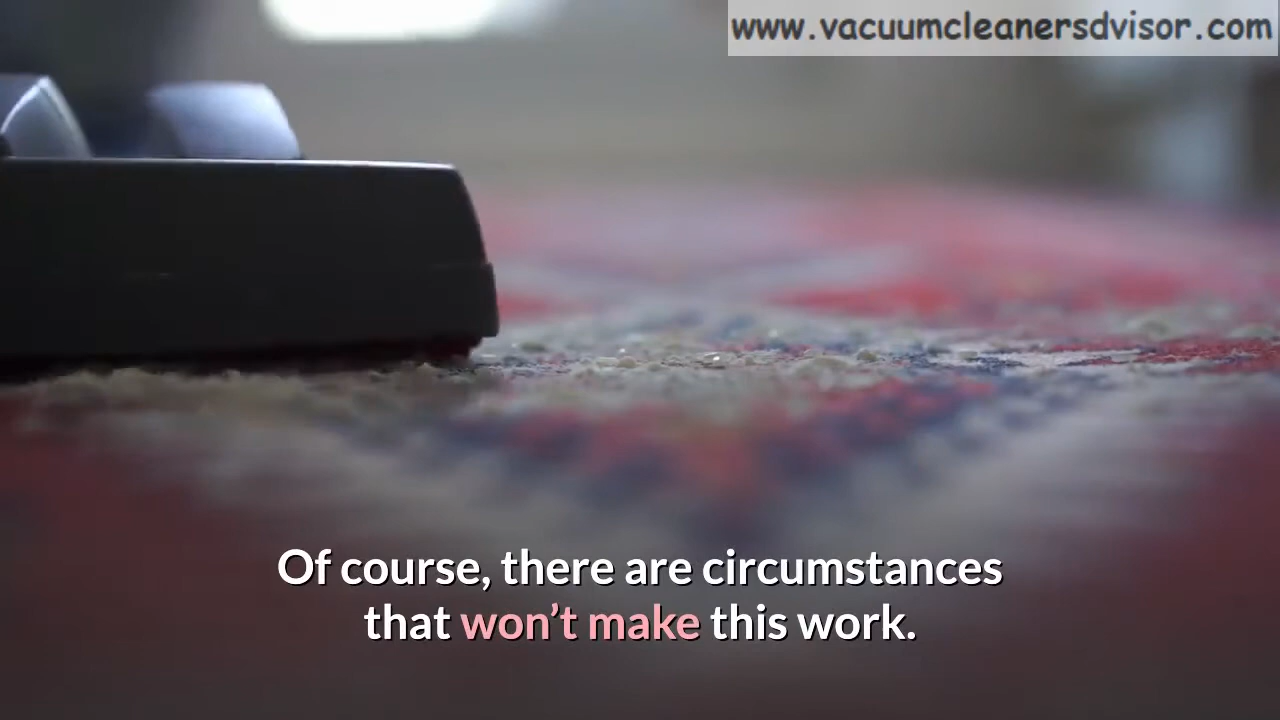 www.vacuumcleanersdvisor.com
Of course, there are circumstances
that won't make this work.